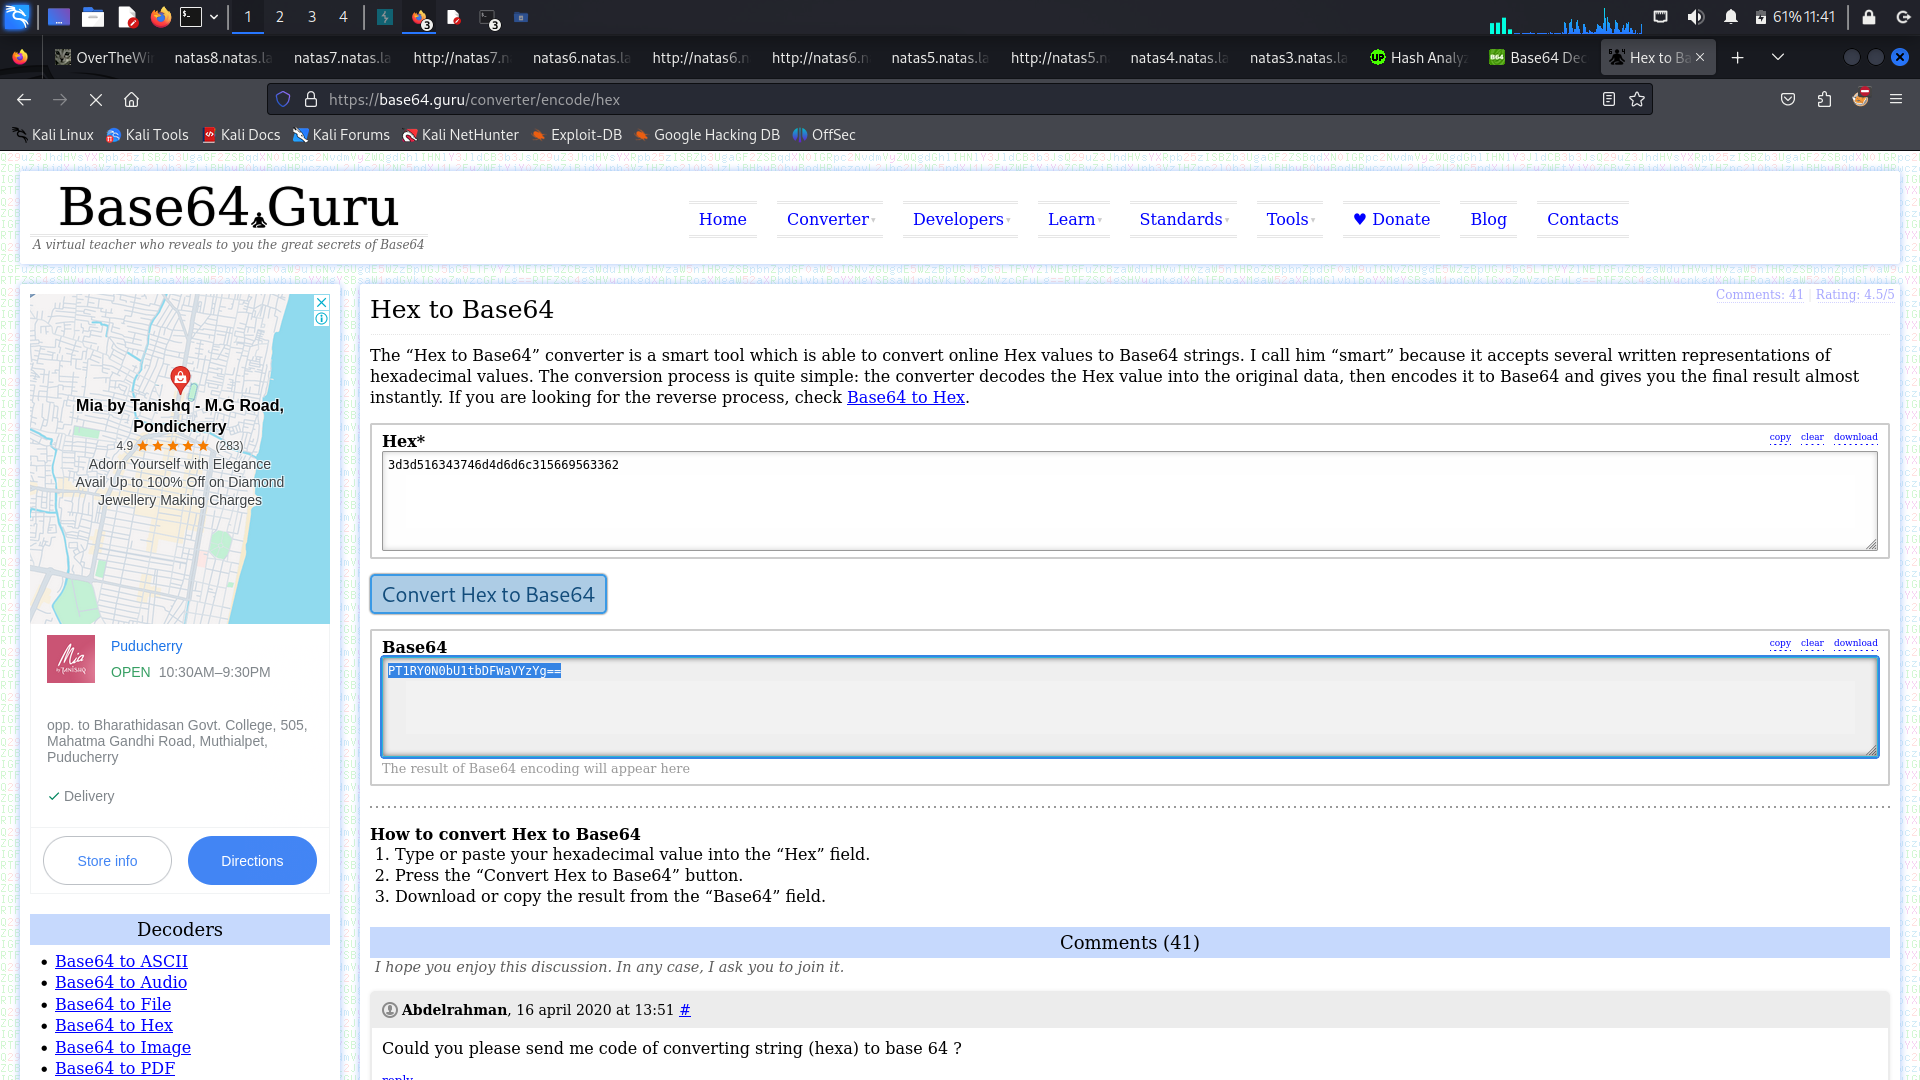 1
2
3
4
3
3
61% 11:41
OverTheWi
natas8.natas.la
natas7.natas.la
http://natas7.n
natas6.natas.la
http://natas6.n
http://natas6.n
natas5.natas.la
http://natas5.n
natas4.natas.la
natas3.natas.la
Hash Analyz
Base64 Dec
Hex to Ba
https://base64.guru/converter/encode/hex
Kali Linux
Kali Tools
Kali Docs
Kali Forums
Kali NetHunter
Exploit-DB
Google Hacking DB
OffSec
Base64.Guru
A virtual teacher who reveals to you the great secrets of Base64
Home
Converter
Developers
Learn
Standards
Tools
♥ Donate
Blog
Contacts
Mia by Tanishq - M.G Road,
Pondicherry
4.9 ★★★★★ (283)
Adorn Yourself with Elegance
Avail Up to 100% Off on Diamond
Jewellery Making Charges
Mia
BY TANISHQ
Puducherry
OPEN 10:30AM–9:30PM
opp. to Bharathidasan Govt. College, 505,
Mahatma Gandhi Road, Muthialpet,
Puducherry
Delivery
Store info
Directions
Decoders
• Base64 to ASCII
• Base64 to Audio
• Base64 to File
• Base64 to Hex
• Base64 to Image
• Base64 to PDF
Comments: 41 | Rating: 4.5/5
Hex to Base64
The “Hex to Base64” converter is a smart tool which is able to convert online Hex values to Base64 strings. I call him “smart” because it accepts several written representations of
hexadecimal values. The conversion process is quite simple: the converter decodes the Hex value into the original data, then encodes it to Base64 and gives you the final result almost
instantly. If you are looking for the reverse process, check Base64 to Hex.
Hex*
copy clear download
3d3d516343746d4d6d6c315669563362
Convert Hex to Base64
Base64
copy clear download
PT1RY0N0bU1tbDFWaVYzYg==
The result of Base64 encoding will appear here
How to convert Hex to Base64
1. Type or paste your hexadecimal value into the “Hex” field.
2. Press the “Convert Hex to Base64” button.
3. Download or copy the result from the “Base64” field.
Comments (41)
I hope you enjoy this discussion. In any case, I ask you to join it.
Abdelrahman, 16 april 2020 at 13:51 #
Could you please send me code of converting string (hexa) to base 64 ?
reply